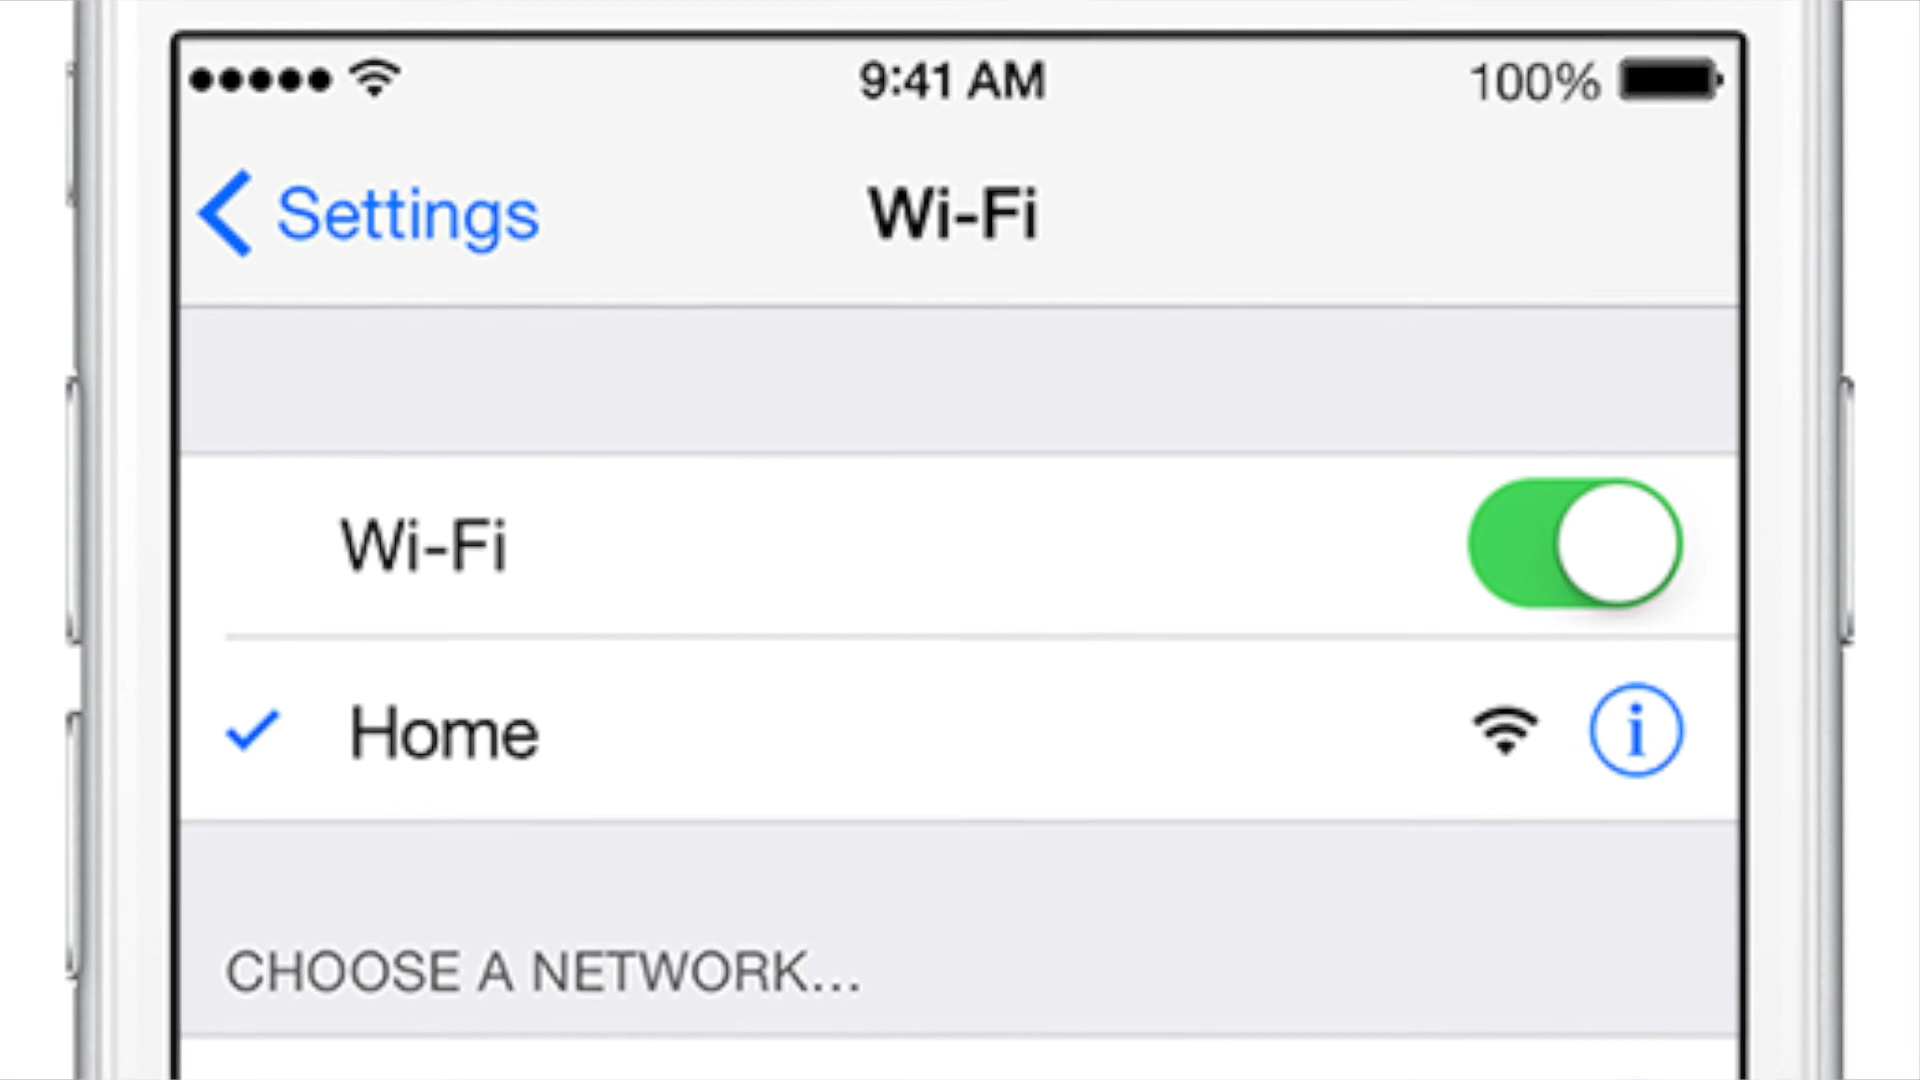 9:41 AM 100%
Settings Wi-Fi
Wi-Fi
Home
CHOOSE A NETWORK...